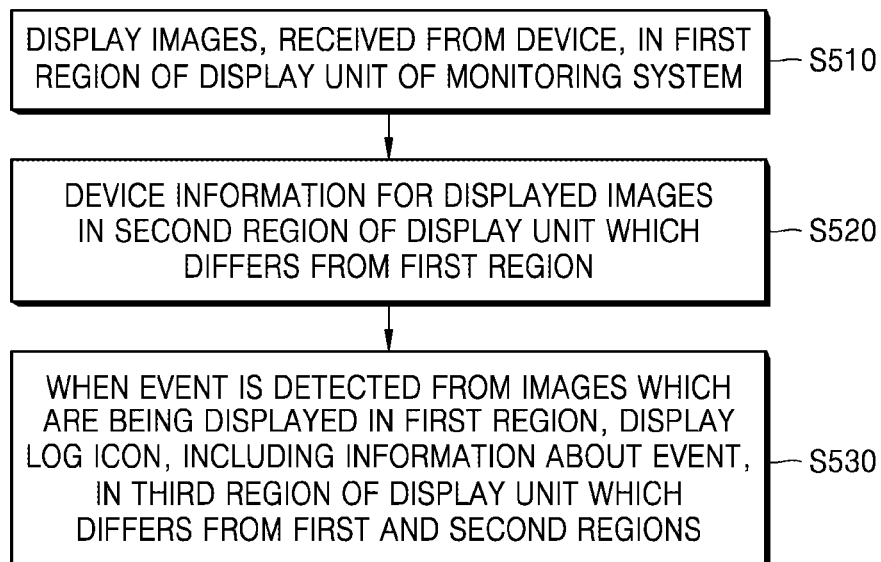 DISPLAY IMAGES, RECEIVED FROM DEVICE, IN FIRST
REGION OF DISPLAY UNIT OF MONITORING SYSTEM
S510
DEVICE INFORMATION FOR DISPLAYED IMAGES
IN SECOND REGION OF DISPLAY UNIT WHICH
DIFFERS FROM FIRST REGION
S520
WHEN EVENT IS DETECTED FROM IMAGES WHICH
ARE BEING DISPLAYED IN FIRST REGION, DISPLAY
LOG ICON, INCLUDING INFORMATION ABOUT EVENT,
IN THIRD REGION OF DISPLAY UNIT WHICH
DIFFERS FROM FIRST AND SECOND REGIONS
S530